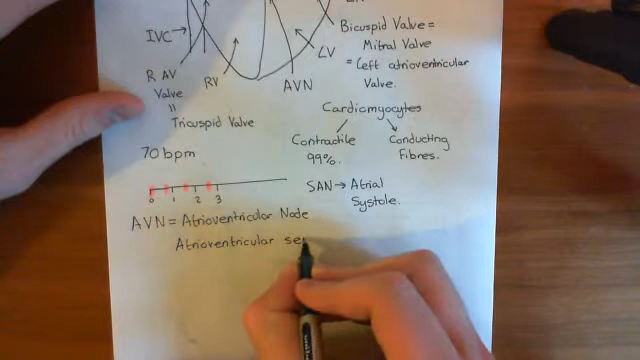 IVC
R AV
Valve
"
Tricuspid Valve
RV
AVN
LV
Bicuspid Valve =
Mitral Valve
= Left atrioventricular
Valve.
Cardiomyocytes
Contractile
99%.
Conducting
Fibres.
70 bpm
0 1 2 3
SAN → Atrial
Systole.
AVN = Atrioventricular Node
Atrioventricular se